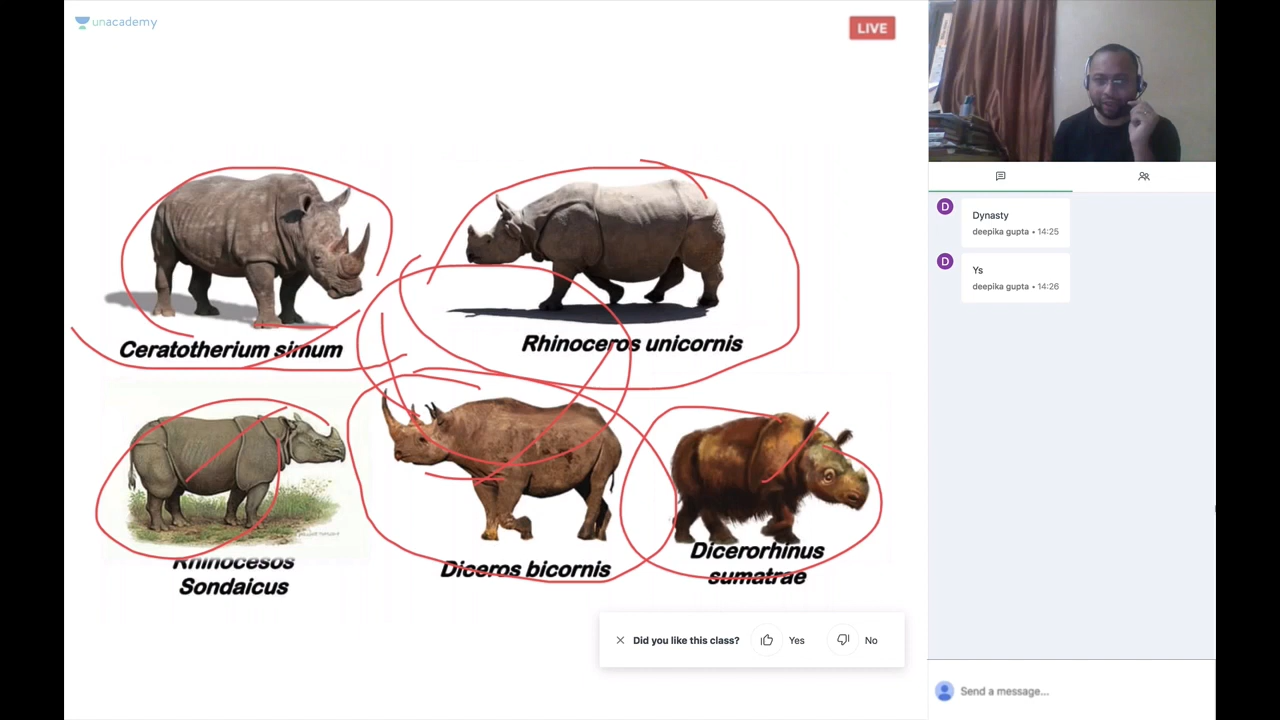 unacademy
LIVE
Ceratotherium simum
Rhinoceros unicornis
Rhinocesos
Sondaicus
Diceros bicornis
Dicerorhinus
sumatrae
Did you like this class?
Yes
No
D
Dynasty
deepika gupta • 14:25
D
Ys
deepika gupta • 14:26
Send a message...